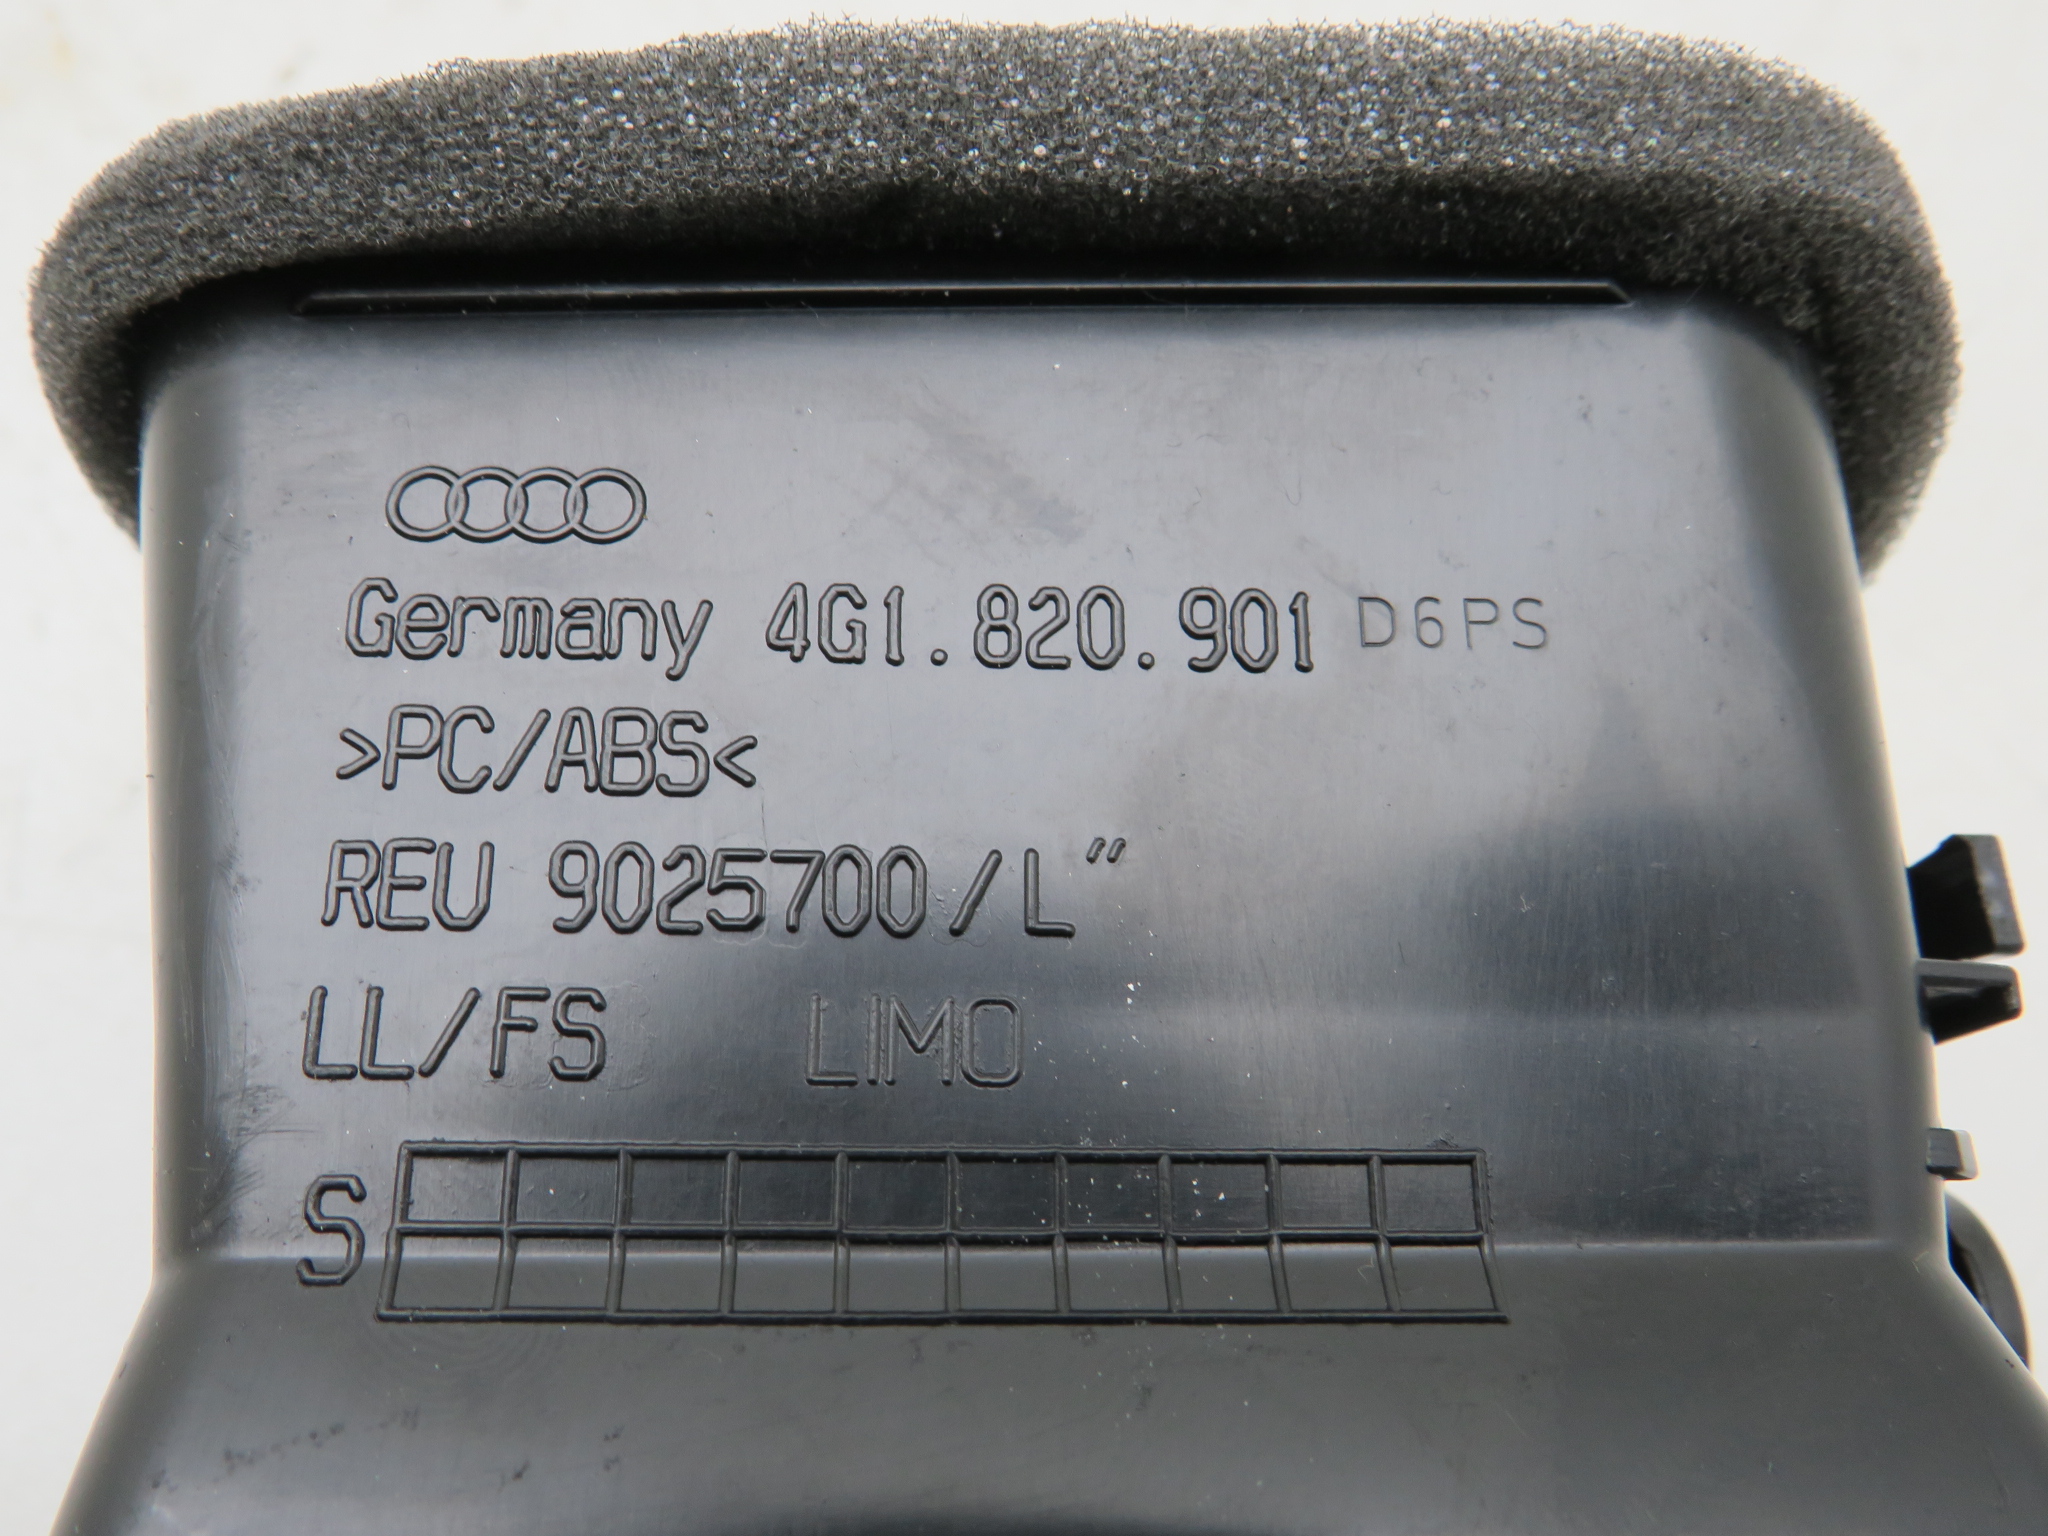 Germany 4G1.820.901 D6PS
>PC/ABS<
REU 9025700/L"
LL/FS LIMO
S